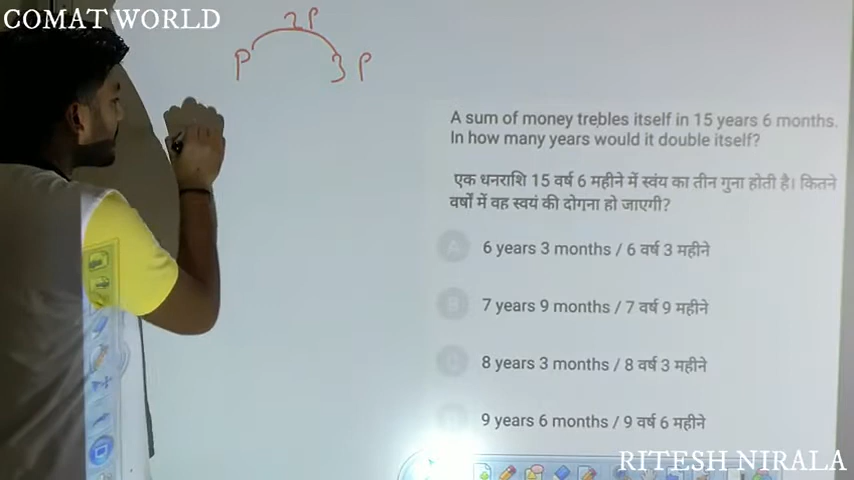 COMAT WORLD
2P
P 3P
A sum of money trebles itself in 15 years 6 months.
In how many years would it double itself?
एक धनराशि 15 वर्ष 6 महीने में स्वंय का तीन गुना होती है। कितने
वर्षों में वह स्वयं की दोगना हो जाएगी?
A 6 years 3 months / 6 वर्ष 3 महीने
B 7 years 9 months / 7 वर्ष 9 महीने
8 years 3 months / 8 वर्ष 3 महीने
9 years 6 months / 9 वर्ष 6 महीने
RITESH NIRALA